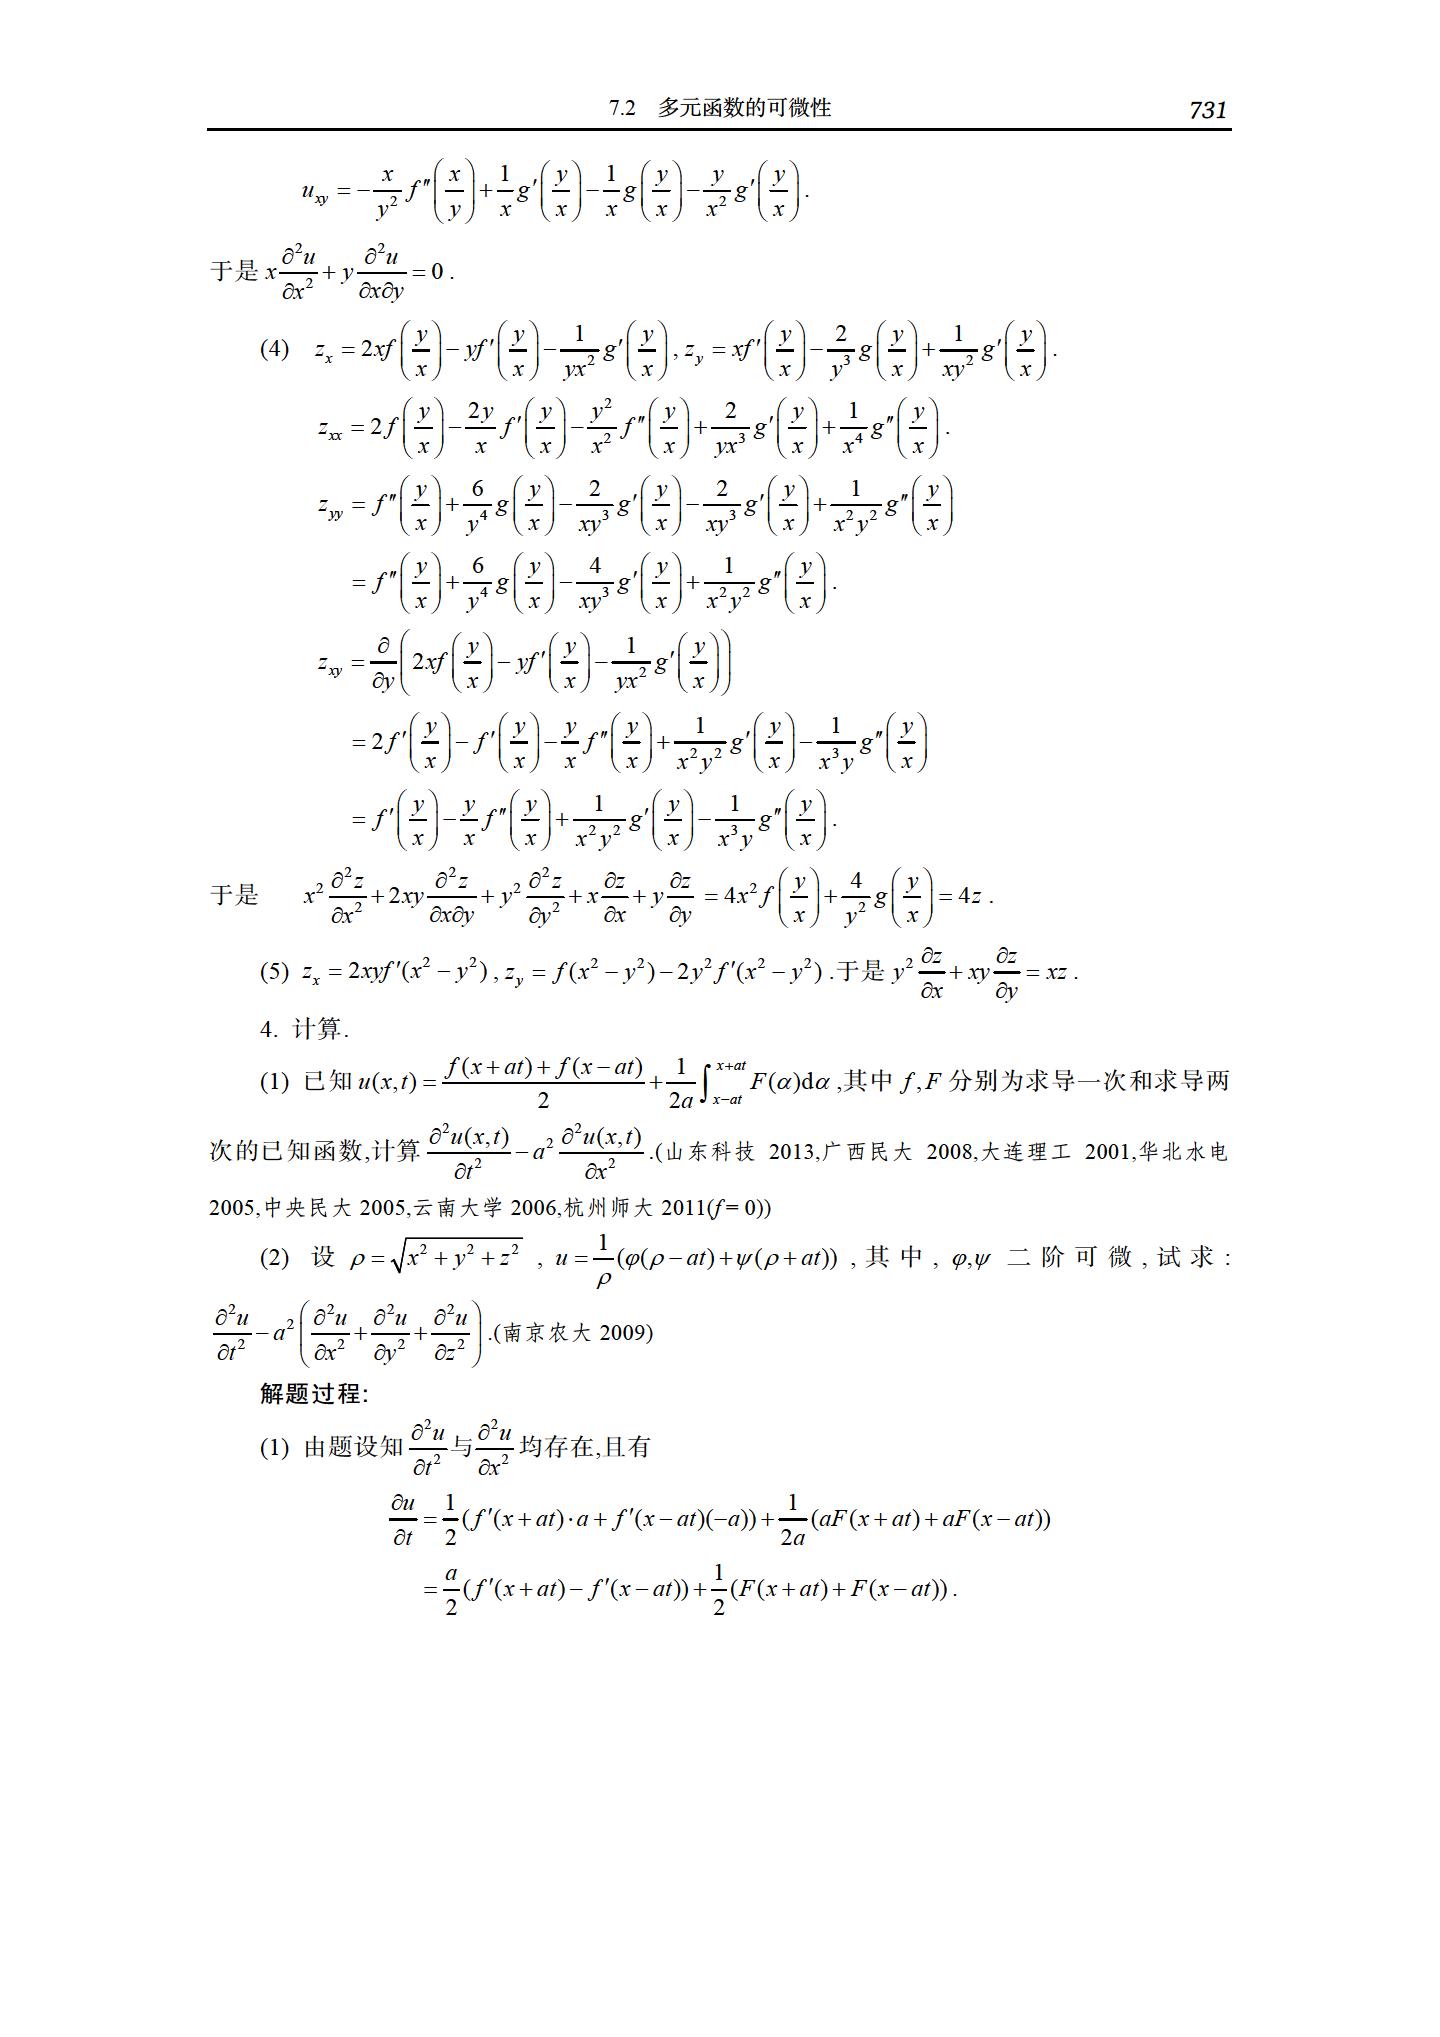 7.2 多元函数的可微性 731
$u_{xy} = -\frac{x}{y^2} f''\left(\frac{x}{y}\right) + \frac{1}{x} g'\left(\frac{y}{x}\right) - \frac{1}{x} g\left(\frac{y}{x}\right) - \frac{y}{x^2} g'\left(\frac{y}{x}\right).$
于是 $x\frac{\partial^2 u}{\partial x^2} + y\frac{\partial^2 u}{\partial x \partial y} = 0.$
(4) $z_x = 2xf\left(\frac{y}{x}\right) - yf'\left(\frac{y}{x}\right) - \frac{1}{yx^2} g'\left(\frac{y}{x}\right), z_y = xf'\left(\frac{y}{x}\right) - \frac{2}{y^3} g\left(\frac{y}{x}\right) + \frac{1}{xy^2} g'\left(\frac{y}{x}\right).$
$z_{xx} = 2f\left(\frac{y}{x}\right) - \frac{2y}{x} f'\left(\frac{y}{x}\right) - \frac{y^2}{x^2} f''\left(\frac{y}{x}\right) + \frac{2}{yx^3} g'\left(\frac{y}{x}\right) + \frac{1}{x^4} g''\left(\frac{y}{x}\right).$
$z_{yy} = f''\left(\frac{y}{x}\right) + \frac{6}{y^4} g\left(\frac{y}{x}\right) - \frac{2}{xy^3} g'\left(\frac{y}{x}\right) - \frac{2}{xy^3} g'\left(\frac{y}{x}\right) + \frac{1}{x^2y^2} g''\left(\frac{y}{x}\right)$
$= f''\left(\frac{y}{x}\right) + \frac{6}{y^4} g\left(\frac{y}{x}\right) - \frac{4}{xy^3} g'\left(\frac{y}{x}\right) + \frac{1}{x^2y^2} g''\left(\frac{y}{x}\right).$
$z_{xy} = \frac{\partial}{\partial y}\left(2xf\left(\frac{y}{x}\right) - yf'\left(\frac{y}{x}\right) - \frac{1}{yx^2} g'\left(\frac{y}{x}\right)\right)$
$= 2f'\left(\frac{y}{x}\right) - f'\left(\frac{y}{x}\right) - \frac{y}{x} f''\left(\frac{y}{x}\right) + \frac{1}{x^2y^2} g'\left(\frac{y}{x}\right) - \frac{1}{x^3y} g''\left(\frac{y}{x}\right)$
$= f'\left(\frac{y}{x}\right) - \frac{y}{x} f''\left(\frac{y}{x}\right) + \frac{1}{x^2y^2} g'\left(\frac{y}{x}\right) - \frac{1}{x^3y} g''\left(\frac{y}{x}\right).$
于是 $x^2\frac{\partial^2 z}{\partial x^2} + 2xy\frac{\partial^2 z}{\partial x \partial y} + y^2\frac{\partial^2 z}{\partial y^2} + x\frac{\partial z}{\partial x} + y\frac{\partial z}{\partial y} = 4x^2 f\left(\frac{y}{x}\right) + \frac{4}{y^2} g\left(\frac{y}{x}\right) = 4z.$
(5) $z_x = 2xyf'(x^2 - y^2), z_y = f(x^2 - y^2) - 2y^2 f'(x^2 - y^2)$.于是 $y^2\frac{\partial z}{\partial x} + xy\frac{\partial z}{\partial y} = xz.$
4. 计算.
(1) 已知 $u(x,t) = \frac{f(x+at)+f(x-at)}{2} + \frac{1}{2a}\int_{x-at}^{x+at} F(\alpha)\mathrm{d}\alpha$ ,其中 $f,F$ 分别为求导一次和求导两
次的已知函数,计算 $\frac{\partial^2 u(x,t)}{\partial t^2} - a^2\frac{\partial^2 u(x,t)}{\partial x^2}$.(山东科技 2013,广西民大 2008,大连理工 2001,华北水电
2005,中央民大 2005,云南大学 2006,杭州师大 2011(f = 0))
(2) 设 $\rho = \sqrt{x^2 + y^2 + z^2}$ , $u = \frac{1}{\rho}(\varphi(\rho - at) + \psi(\rho + at))$ ,其中, $\varphi,\psi$ 二阶可微,试求:
$\frac{\partial^2 u}{\partial t^2} - a^2\left(\frac{\partial^2 u}{\partial x^2} + \frac{\partial^2 u}{\partial y^2} + \frac{\partial^2 u}{\partial z^2}\right)$.(南京农大 2009)
解题过程:
(1) 由题设知 $\frac{\partial^2 u}{\partial t^2}$ 与 $\frac{\partial^2 u}{\partial x^2}$ 均存在,且有
$\frac{\partial u}{\partial t} = \frac{1}{2}(f'(x+at)\cdot a + f'(x-at)(-a)) + \frac{1}{2a}(aF(x+at) + aF(x-at))$
$= \frac{a}{2}(f'(x+at) - f'(x-at)) + \frac{1}{2}(F(x+at) + F(x-at)).$